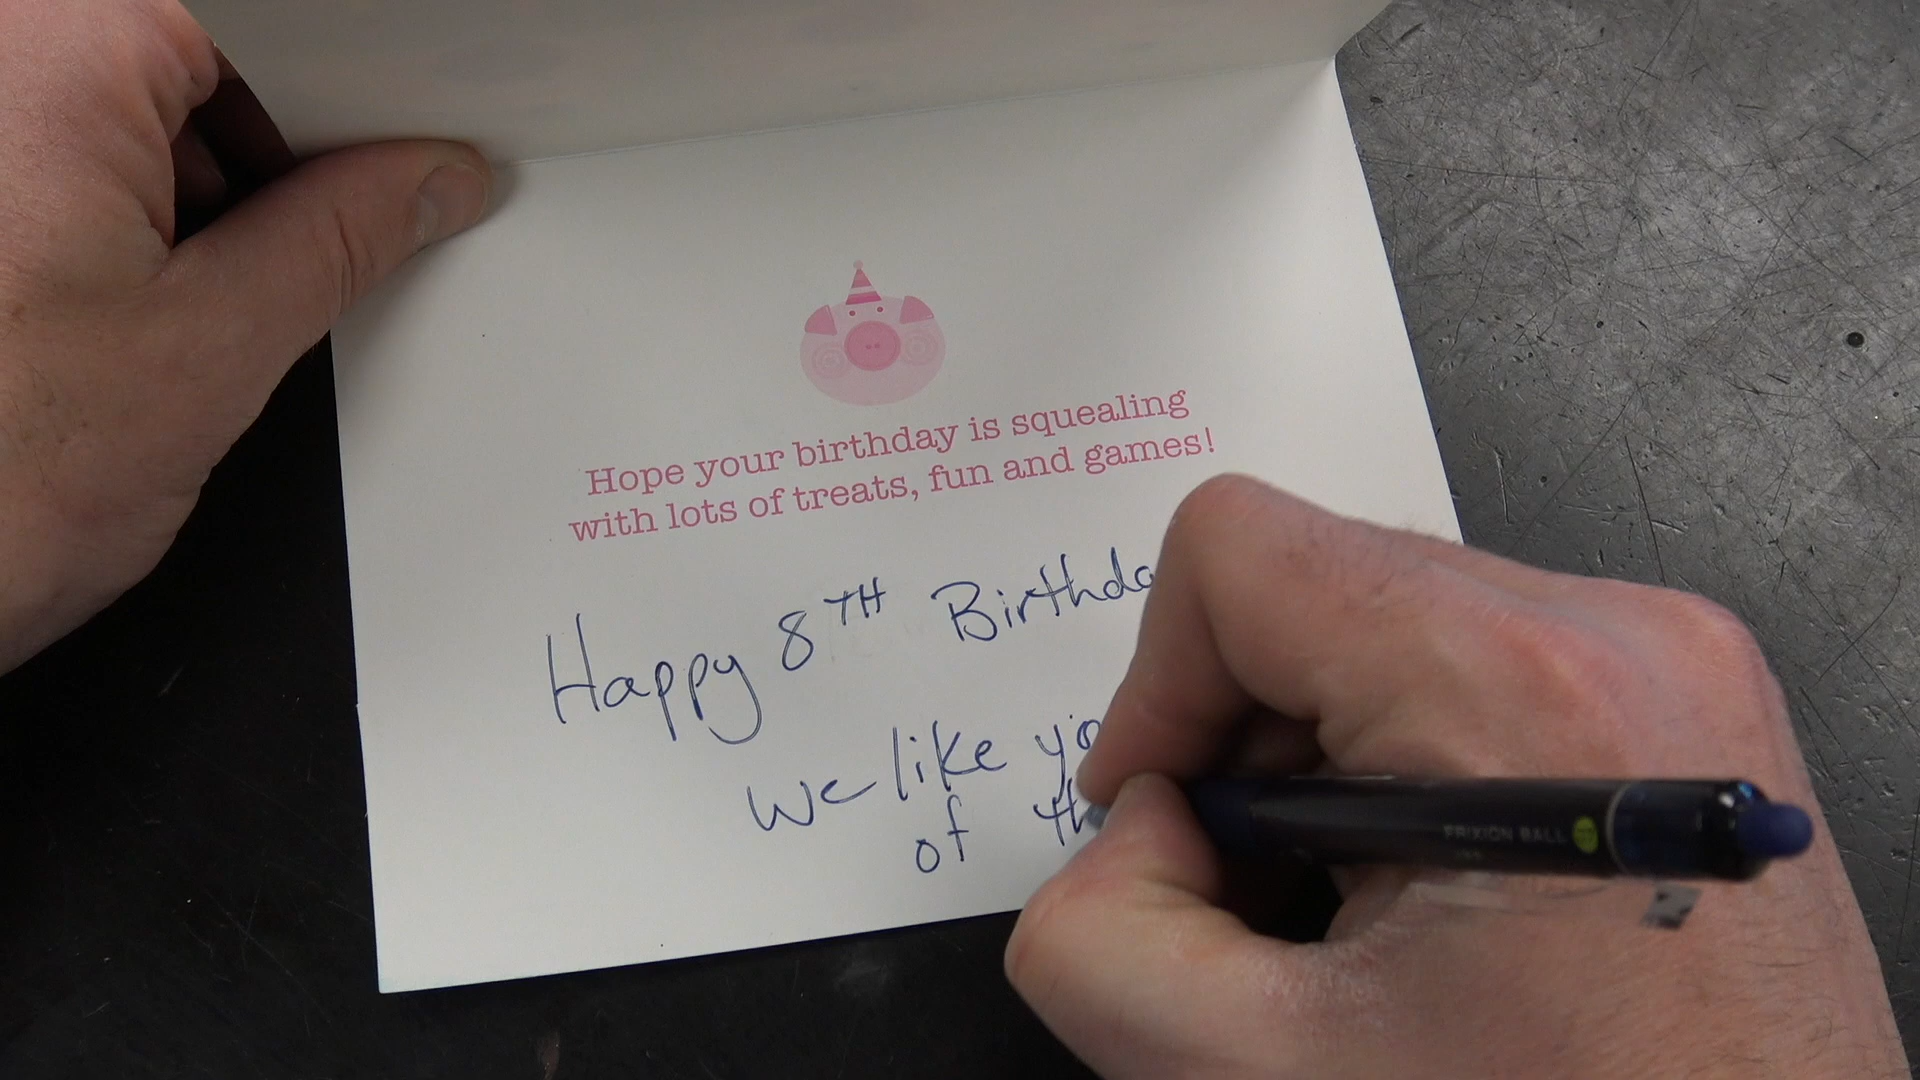 Hope your birthday is squealing
with lots of treats, fun and games!
Happy 8TH Birthda
We like yo
of th
FRIXION BALL